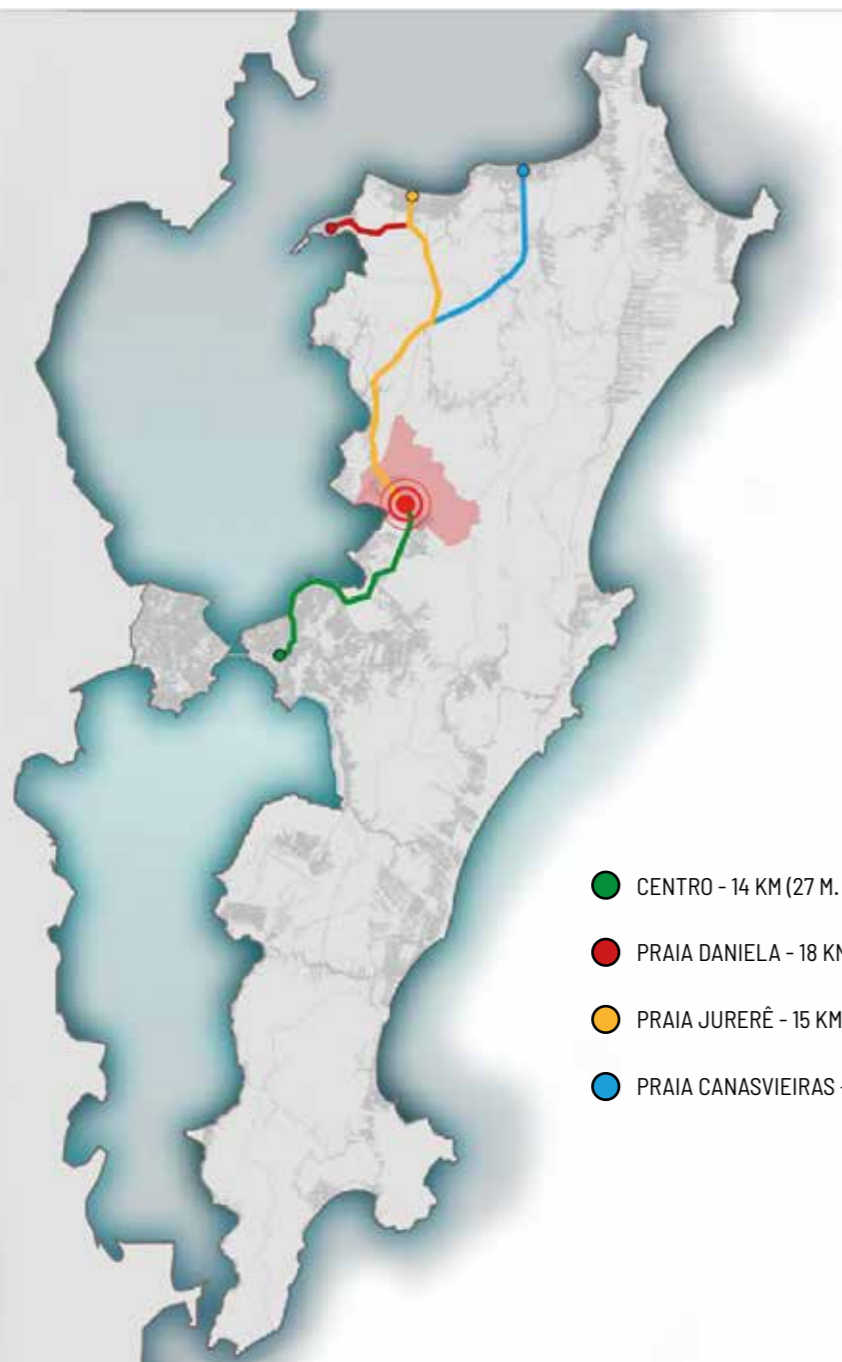 CENTRO - 14 KM (27 M.
PRAIA DANIELA - 18 KM
PRAIA JURERÊ - 15 KM
PRAIA CANASVIEIRAS -